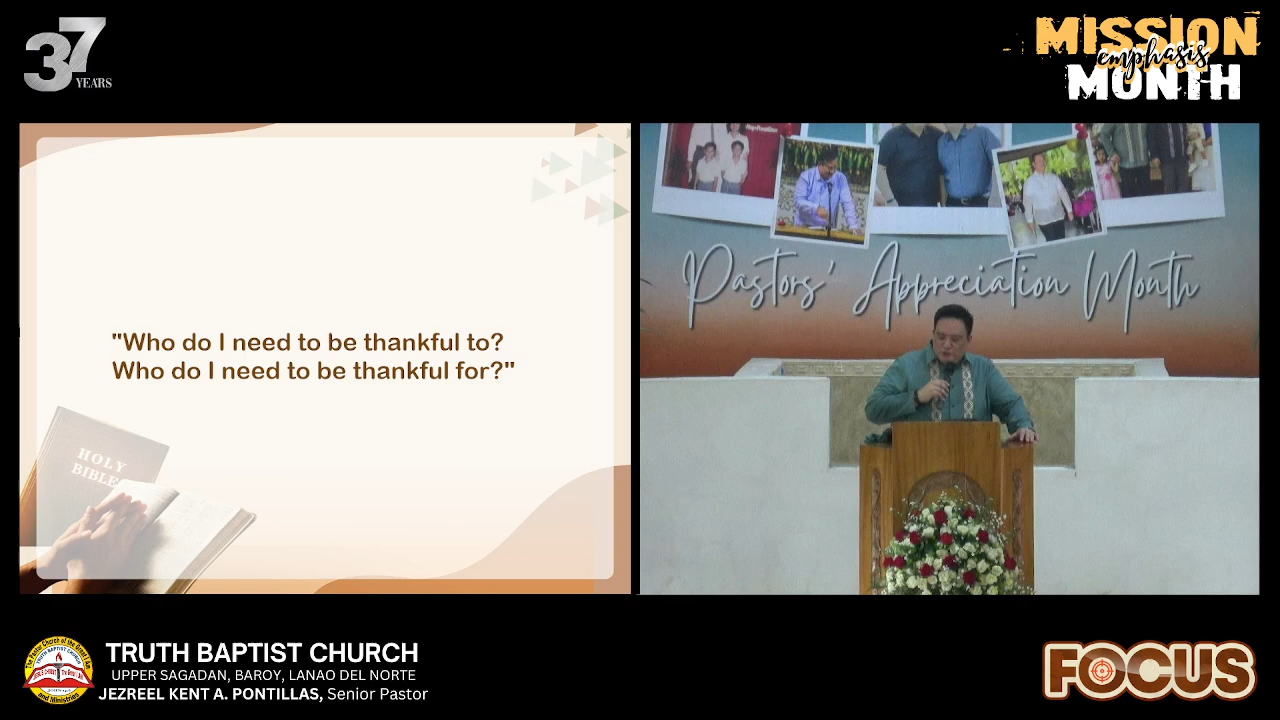 37
YEARS
MISSION
emphasis
MONTH
"Who do I need to be thankful to?
Who do I need to be thankful for?"
HOLY
BIBLE
Pastors' Appreciation Month
TRUTH BAPTIST CHURCH
UPPER SAGADAN, BAROY, LANAO DEL NORTE
JEZREEL KENT A. PONTILLAS, Senior Pastor
FOCUS